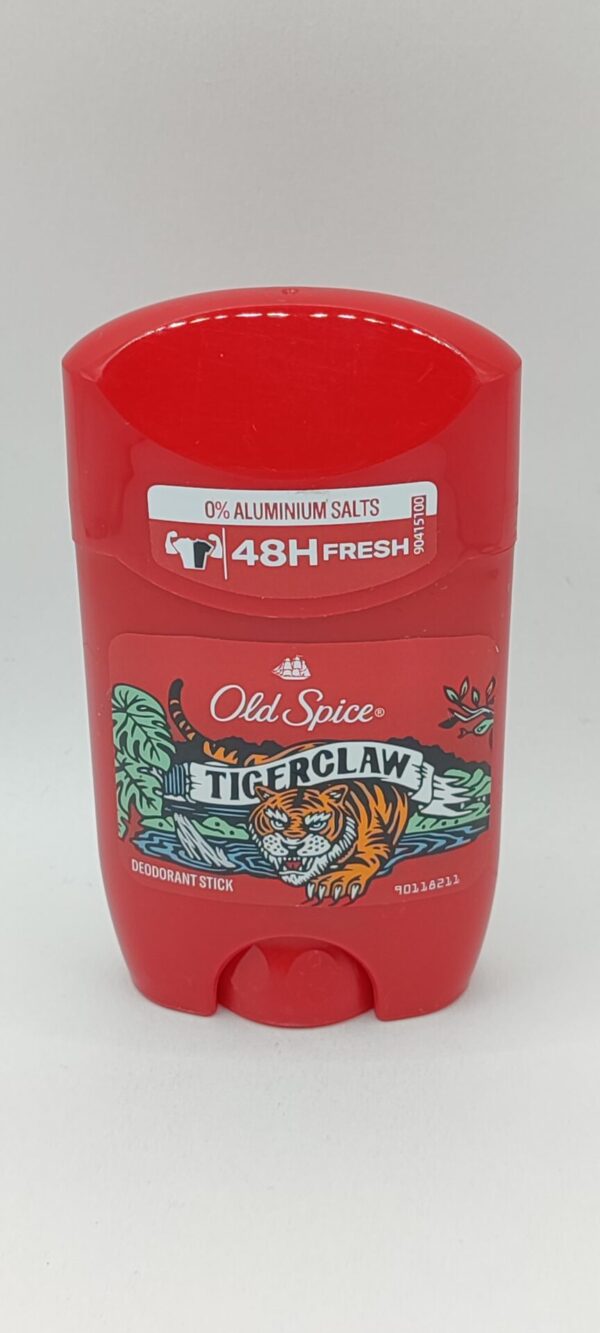 0% ALUMINIUM SALTS
48H FRESH
90415100
Old Spice®
TIGERCLAW
DEODORANT STICK
90118211